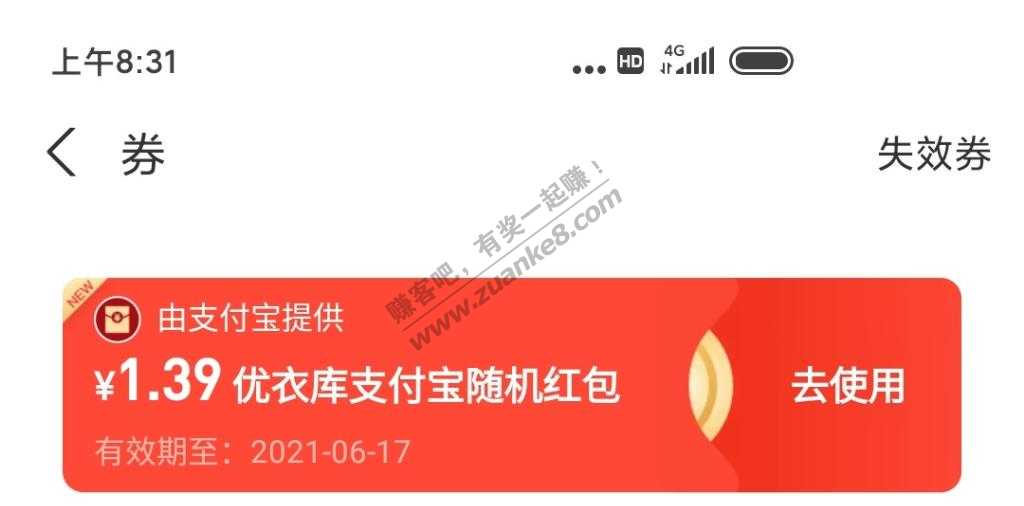 上午8:31
HD
4G
券
失效券
赚客吧，有奖一起赚！
www.zuanke8.com
NEW
由支付宝提供
¥1.39 优衣库支付宝随机红包
去使用
有效期至：2021-06-17